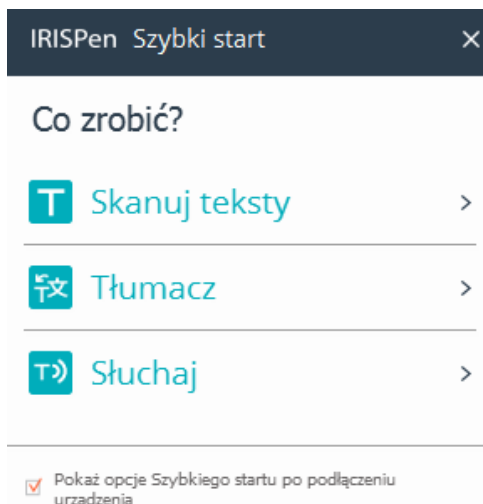 IRISPen Szybki start
Co zrobić?
Skanuj teksty
Tłumacz
Słuchaj
Pokaż opcje Szybkiego startu po podłączeniu
urządzenia